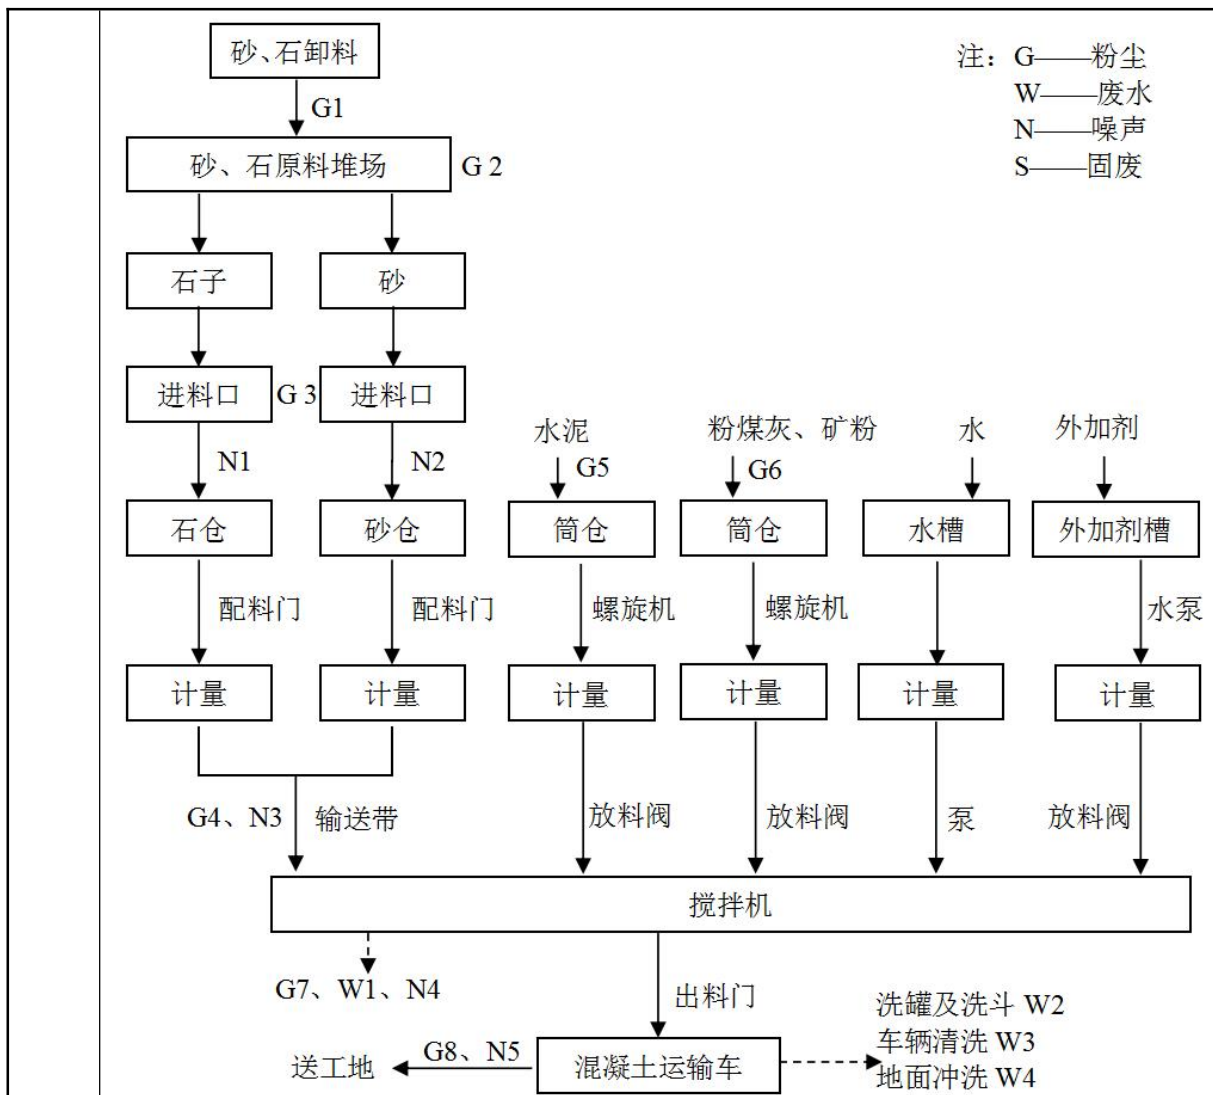 砂、石卸料
注：G——粉尘
W——废水
N——噪声
S——固废
G1
砂、石原料堆场 G 2
石子 砂
进料口 G 3 进料口
水泥 粉煤灰、矿粉 水 外加剂
N1 N2 G5 G6
石仓 砂仓 筒仓 筒仓 水槽 外加剂槽
配料门 配料门 螺旋机 螺旋机 水泵
计量 计量 计量 计量 计量 计量
G4、N3 输送带 放料阀 放料阀 泵 放料阀
搅拌机
G7、W1、N4 出料门
洗罐及洗斗 W2
车辆清洗 W3
地面冲洗 W4
送工地 G8、N5 混凝土运输车